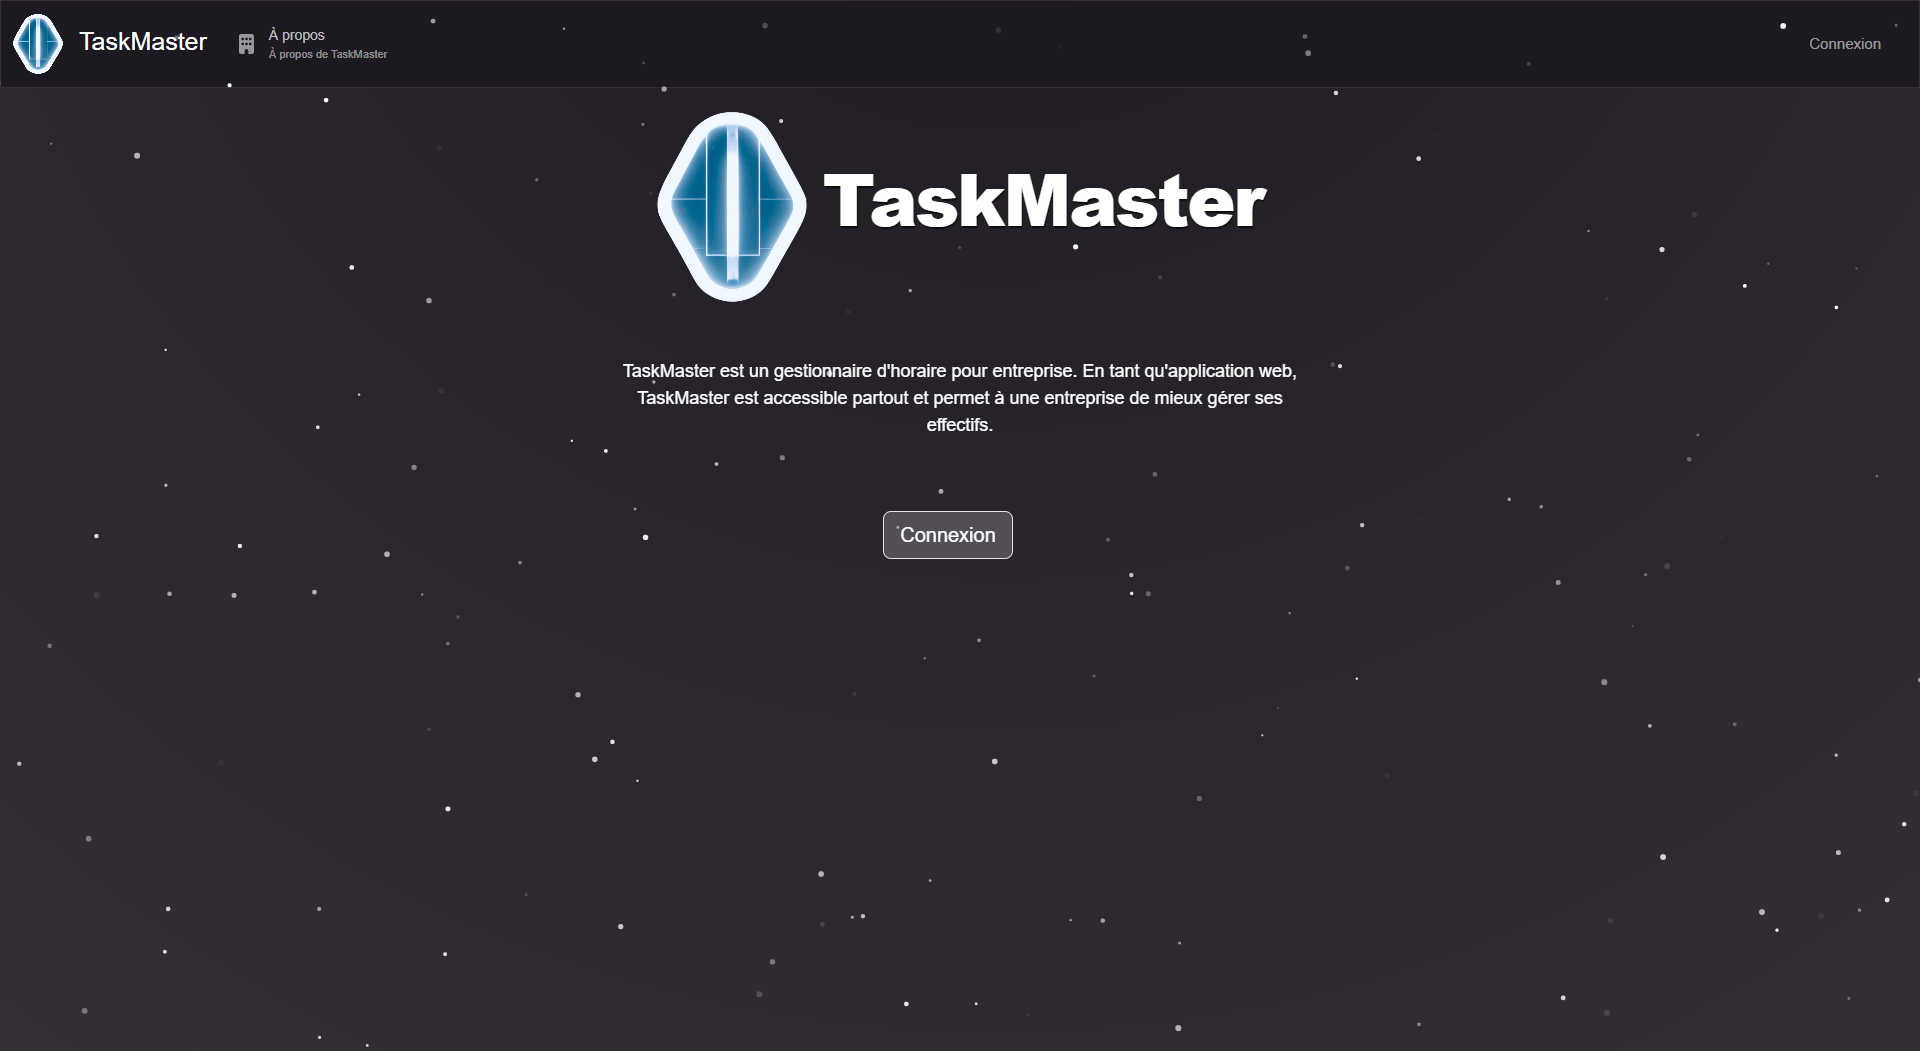 TaskMaster
À propos
À propos de TaskMaster
Connexion
TaskMaster
TaskMaster est un gestionnaire d'horaire pour entreprise. En tant qu'application web,
TaskMaster est accessible partout et permet à une entreprise de mieux gérer ses
effectifs.
Connexion